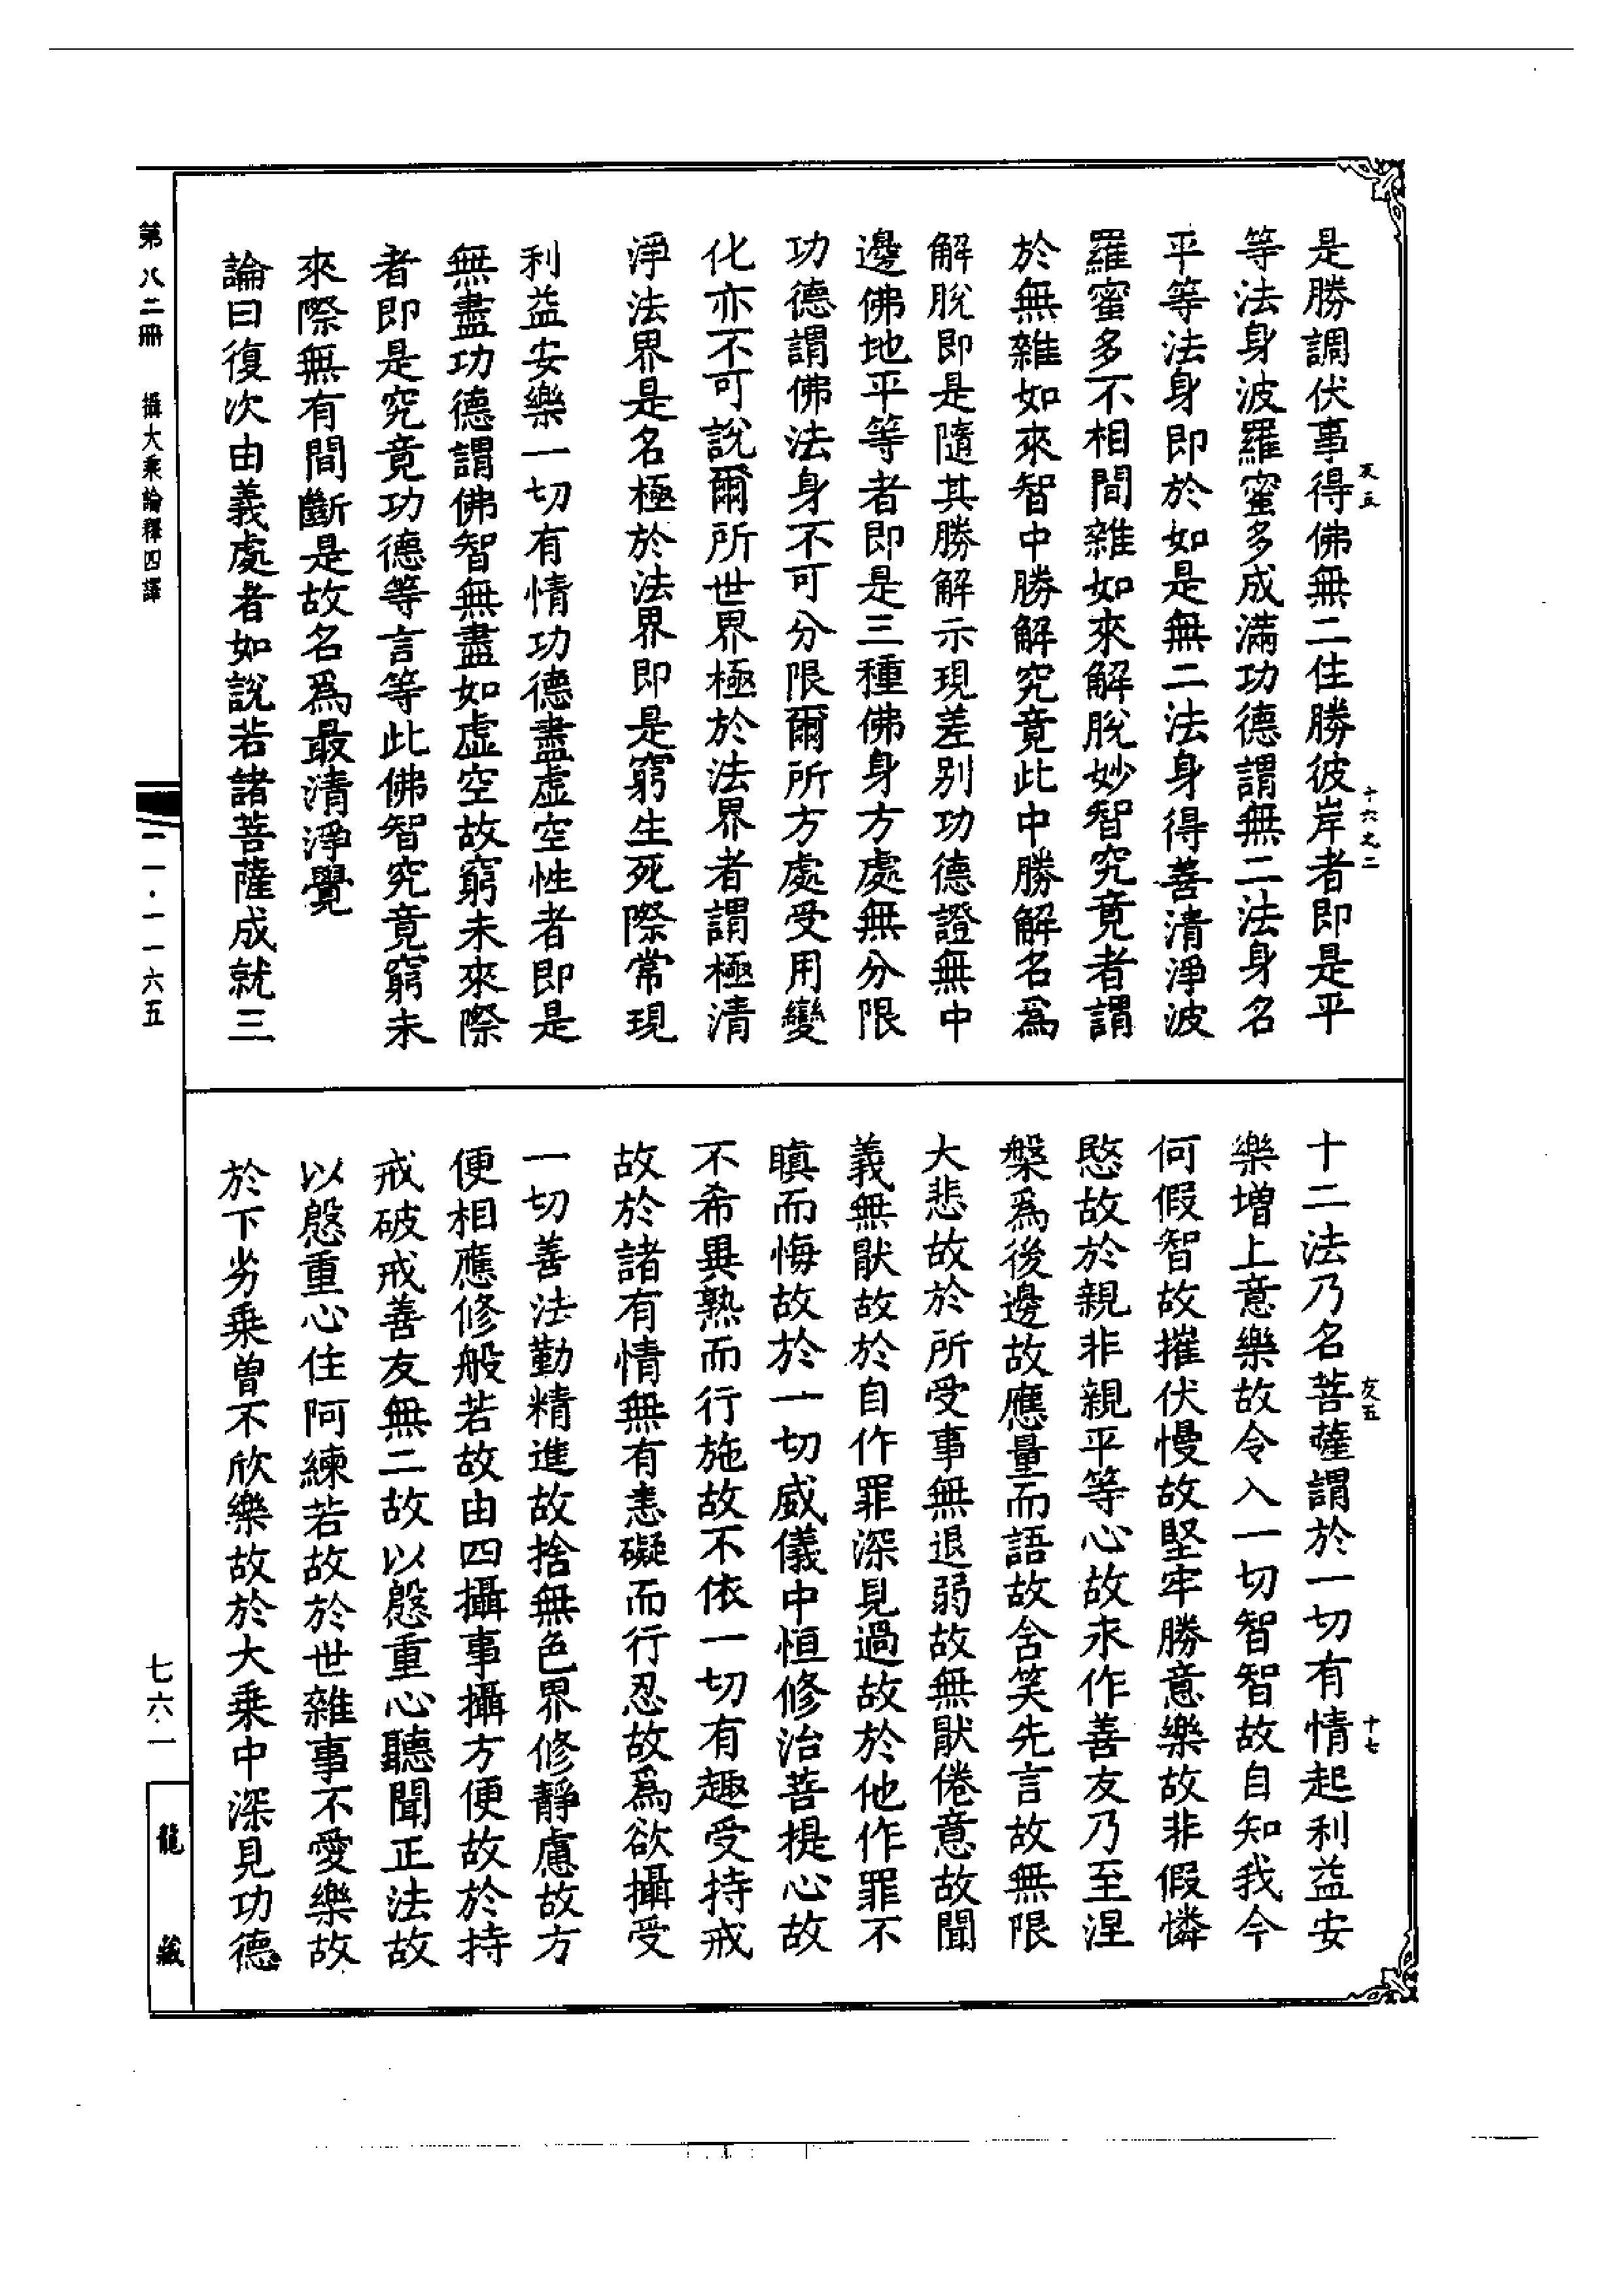 是勝調伏事得佛無二住勝彼岸者即是平
等法身波羅蜜多成滿功德謂無二法身名
平等法身即於如是無二法身得善清淨波
羅蜜多不相間雜如來解脫妙智究竟者謂
於無雜如來智中勝解究竟此中勝解名爲
解脫即是隨其勝解示現差別功德證無中
邊佛地平等者即是三種佛身方處無分限
功德謂佛法身不可分限爾所方處受用變
化亦不可說爾所世界極於法界者謂極清
淨法界是名極於法界即是窮生死際常現
利益安樂一切有情功德盡虛空性者即是
無盡功德謂佛智無盡如虛空故窮未來際
者即是究竟功德等言等此佛智究竟窮未
來際無有間斷是故名爲最清淨覺
論曰復次由義處者如說若諸菩薩成就三
十二法乃名菩薩謂於一切有情起利益安
樂增上意樂故令入一切智智故自知我今
何假智故摧伏慢故堅牢勝意樂故非假憐
愍故於親非親平等心故求作善友乃至涅
槃爲後邊故應量而語故含笑先言故無限
大悲故於所受事無退弱故無猒倦意故聞
義無猒故於自作罪深見過故於他作罪不
瞋而悔故於一切威儀中恒修治菩提心故
不希異熟而行施故不依一切有趣受持戒
故於諸有情無有恚礙而行忍故爲欲攝受
一切善法勤精進故捨無色界修靜慮故方
便相應修般若故由四攝事攝方便故於持
戒破戒善友無二故以慇重心聽聞正法故
以慇重心住阿練若故於世雜事不愛樂故
於下劣乘曾不欣樂故於大乘中深見功德
友五
十六之二
友五
十七
第八二冊
攝大乘論釋四譯
二一·一一六五
七六·一
龍藏